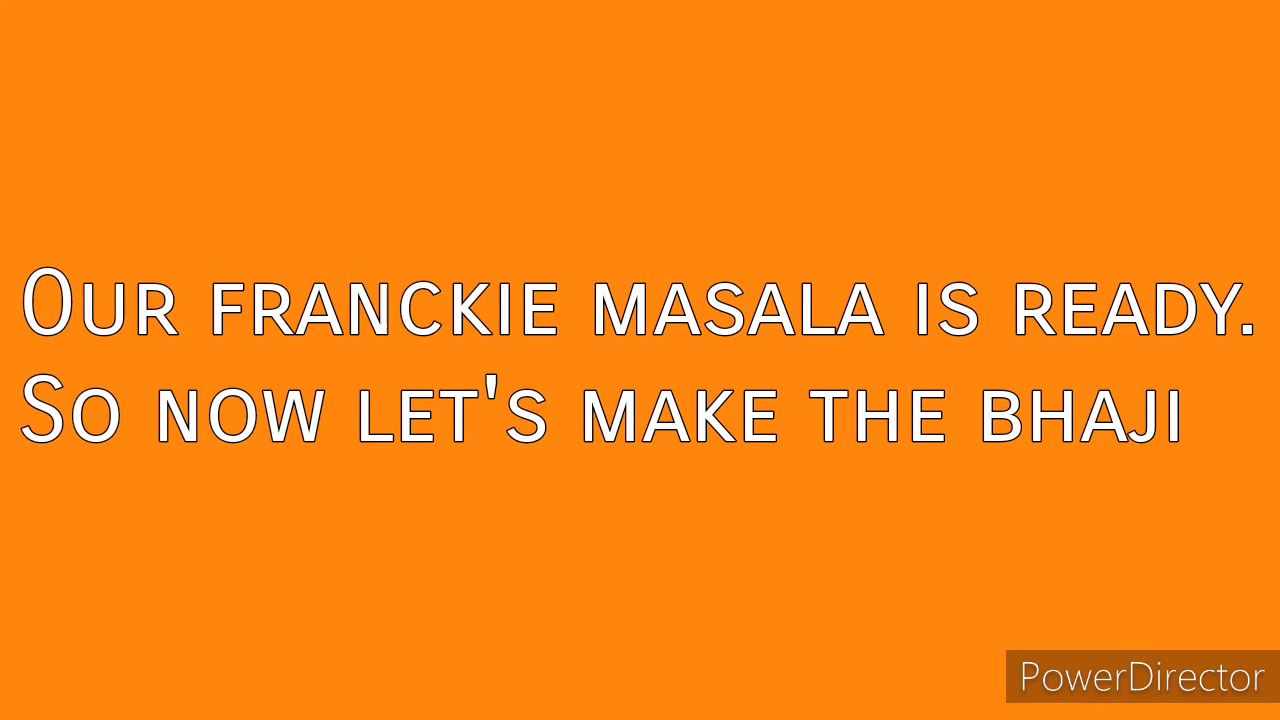 Our franckie masala is ready.
So now let's make the bhaji
PowerDirector